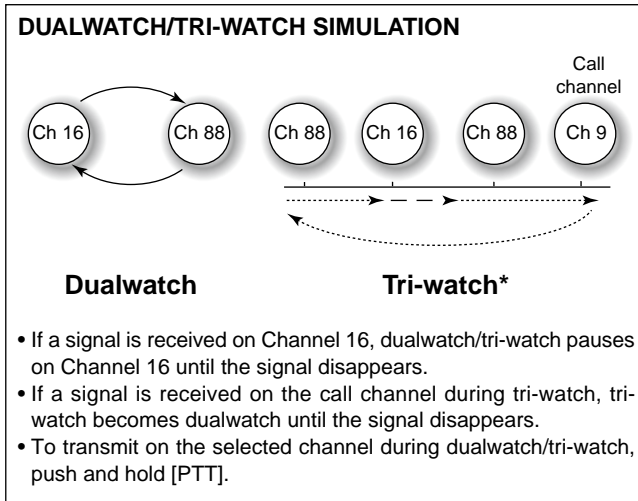 DUALWATCH/TRI-WATCH SIMULATION
Call
channel
Ch 16
Ch 88
Ch 88
Ch 16
Ch 88
Ch 9
Dualwatch
Tri-watch*
• If a signal is received on Channel 16, dualwatch/tri-watch pauses
on Channel 16 until the signal disappears.
• If a signal is received on the call channel during tri-watch, tri-
watch becomes dualwatch until the signal disappears.
• To transmit on the selected channel during dualwatch/tri-watch,
push and hold [PTT].